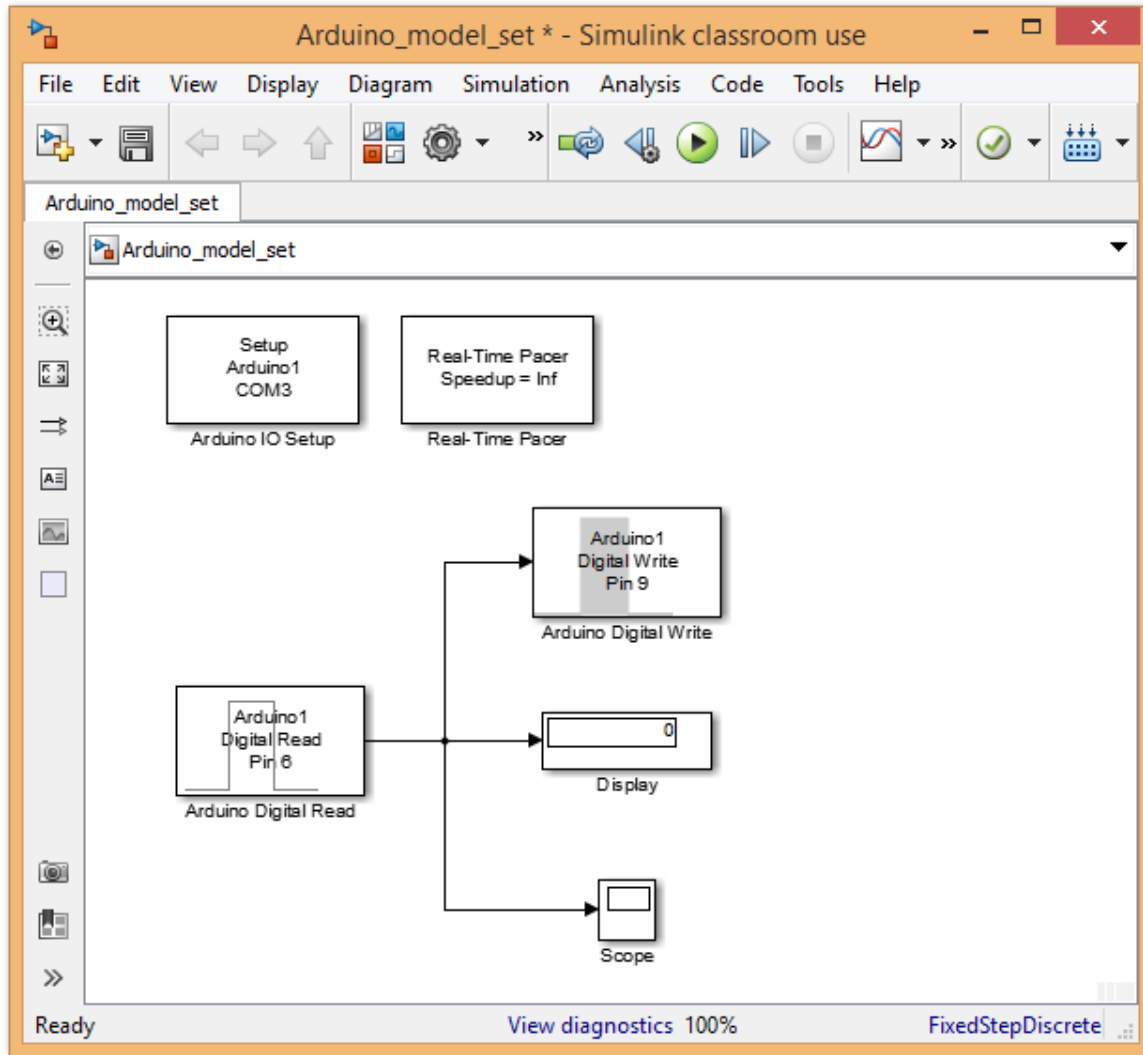 Arduino_model_set * - Simulink classroom use
File Edit View Display Diagram Simulation Analysis Code Tools Help
Arduino_model_set
Arduino_model_set
Setup
Arduino1
COM3
Arduino IO Setup
Real-Time Pacer
Speedup = Inf
Real-Time Pacer
Arduino1
Digital Write
Pin 9
Arduino Digital Write
Arduino1
Digital Read
Pin 6
Arduino Digital Read
0
Display
Scope
Ready View diagnostics 100% FixedStepDiscrete